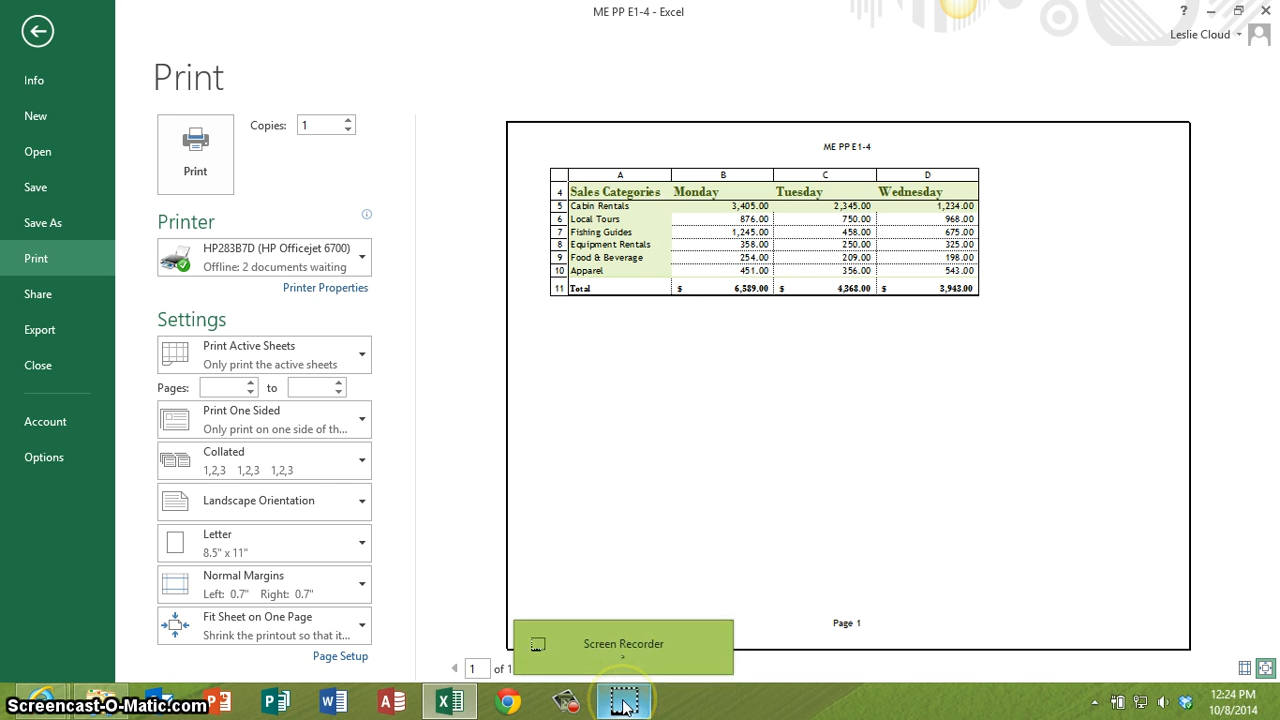 ME PP E1-4 - Excel
?
Leslie Cloud
Info
New
Open
Save
Save As
Print
Share
Export
Close
Account
Options
Print
Print
Copies: 1
Printer
HP283B7D (HP Officejet 6700)
Offline: 2 documents waiting
Printer Properties
Settings
Print Active Sheets
Only print the active sheets
Pages: to
Print One Sided
Only print on one side of th...
Collated
1,2,3 1,2,3 1,2,3
Landscape Orientation
Letter
8.5" x 11"
Normal Margins
Left: 0.7" Right: 0.7"
Fit Sheet on One Page
Shrink the printout so that it...
Page Setup
ME PP E1-4
A B C D
4 Sales Categories Monday Tuesday Wednesday
5 Cabin Rentals 3,405.00 2,345.00 1,234.00
6 Local Tours 876.00 750.00 968.00
7 Fishing Guides 1,245.00 458.00 675.00
8 Equipment Rentals 358.00 250.00 325.00
9 Food & Beverage 254.00 209.00 198.00
10 Apparel 451.00 356.00 543.00
11 Total $ 6,589.00 $ 4,368.00 $ 3,943.00
Page 1
1 of 1
Screen Recorder
Screencast-O-Matic.com
12:24 PM
10/8/2014